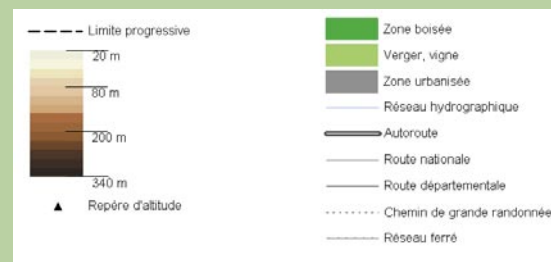 Limite progressive
20 m
80 m
200 m
340 m
Repère d'altitude
Zone boisée
Verger, vigne
Zone urbanisée
Réseau hydrographique
Autoroute
Route nationale
Route départementale
Chemin de grande randonnée
Réseau ferré